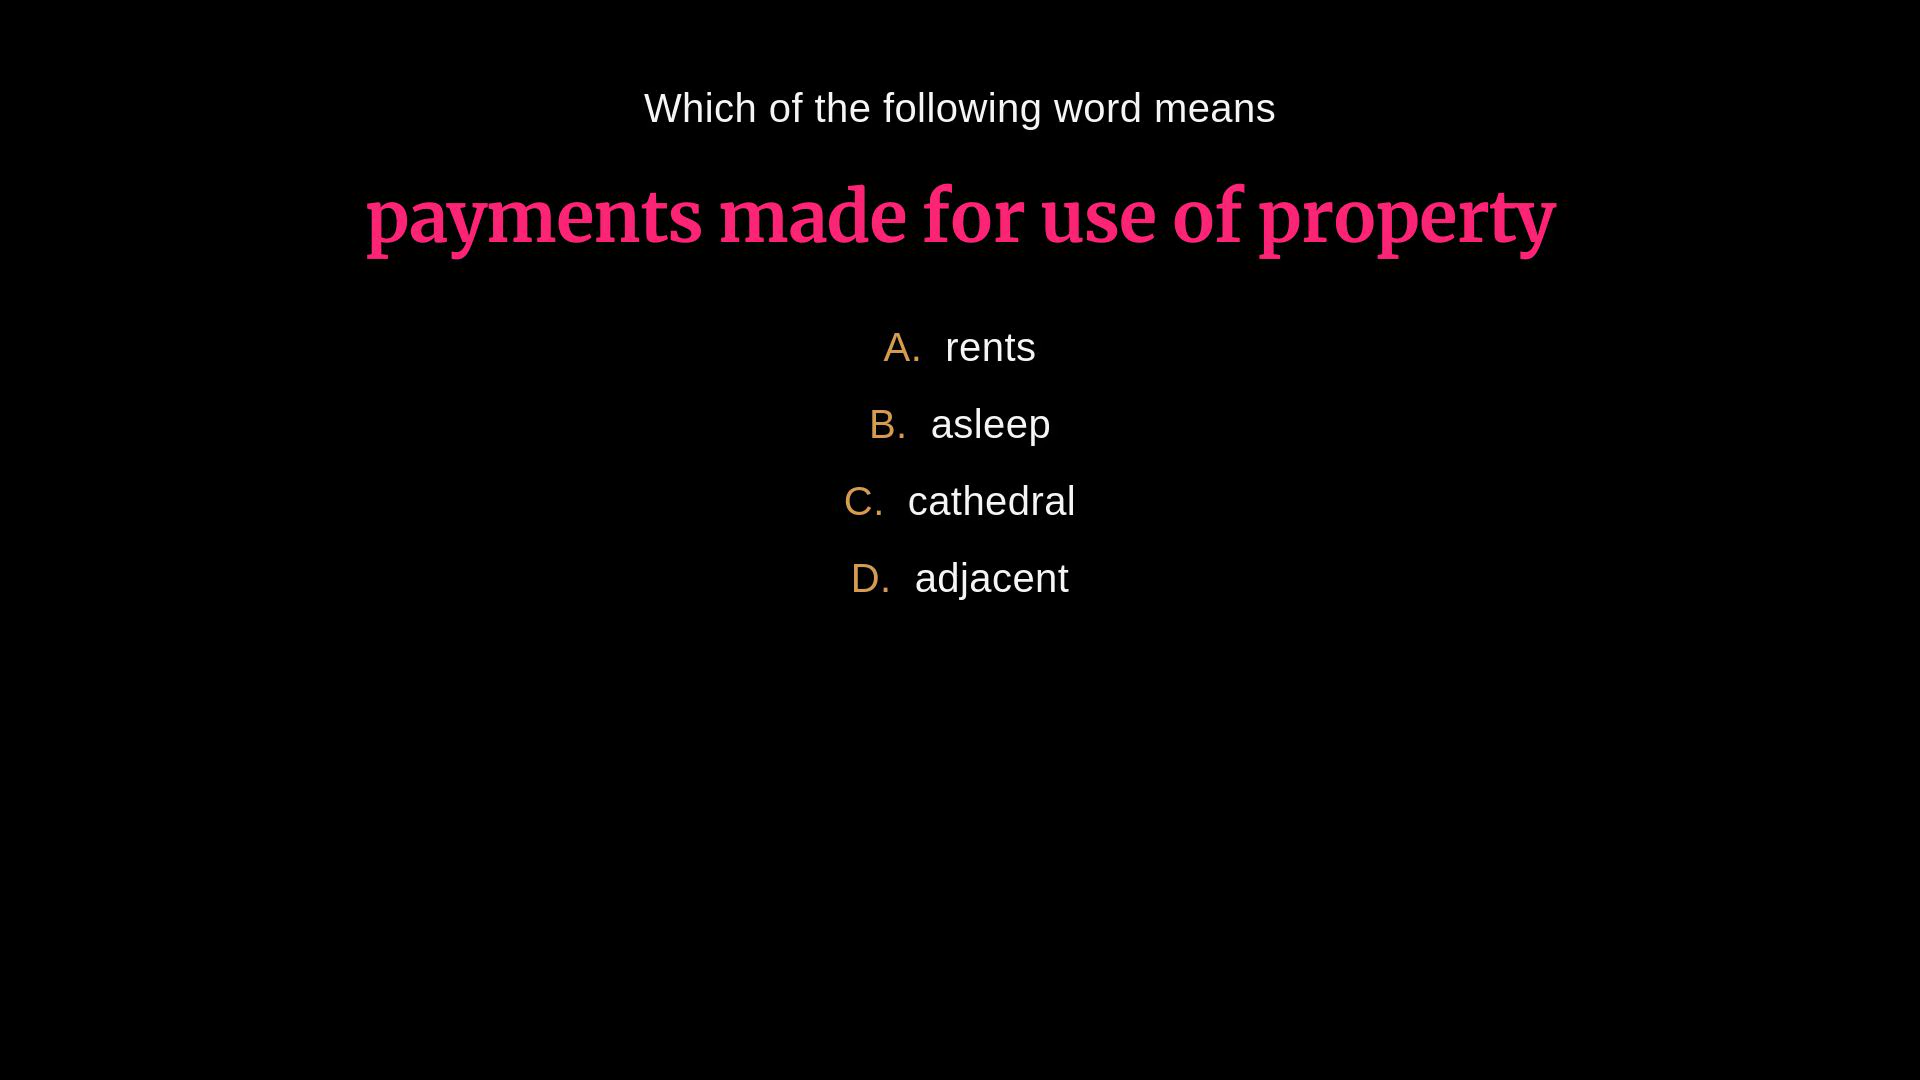 Which of the following word means
payments made for use of property
A. rents
B. asleep
C. cathedral
D. adjacent